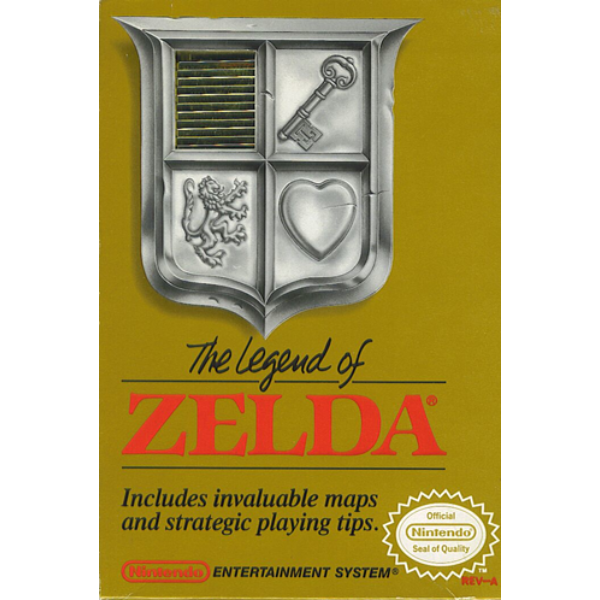 The Legend of
ZELDA®
Includes invaluable maps
and strategic playing tips.
Official
Nintendo
Seal of Quality
Nintendo ENTERTAINMENT SYSTEM®
™
REV-A